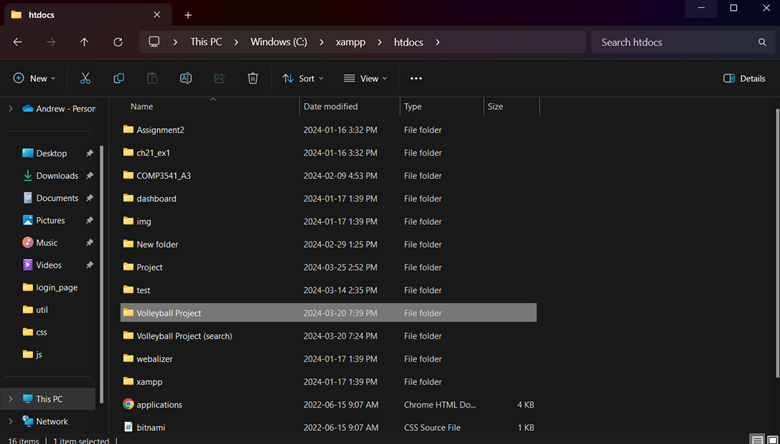 htdocs
This PC > Windows (C:) > xampp > htdocs > Search htdocs
New Sort View ... Details
Name Date modified Type Size
Andrew - Person
Desktop
Downloads
Documents
Pictures
Music
Videos
login_page
util
css
js
This PC
Network
Assignment2 2024-01-16 3:32 PM File folder
ch21_ex1 2024-01-16 3:32 PM File folder
COMP3541_A3 2024-02-09 4:53 PM File folder
dashboard 2024-01-17 1:39 PM File folder
img 2024-01-17 1:39 PM File folder
New folder 2024-02-29 1:25 PM File folder
Project 2024-03-25 2:52 PM File folder
test 2024-03-14 2:35 PM File folder
Volleyball Project 2024-03-20 7:39 PM File folder
Volleyball Project (search) 2024-03-20 7:24 PM File folder
webalizer 2024-01-17 1:39 PM File folder
xampp 2024-01-17 1:39 PM File folder
applications 2022-06-15 9:07 AM Chrome HTML Do... 4 KB
bitnami 2022-06-15 9:07 AM CSS Source File 1 KB
16 items | 1 item selected |